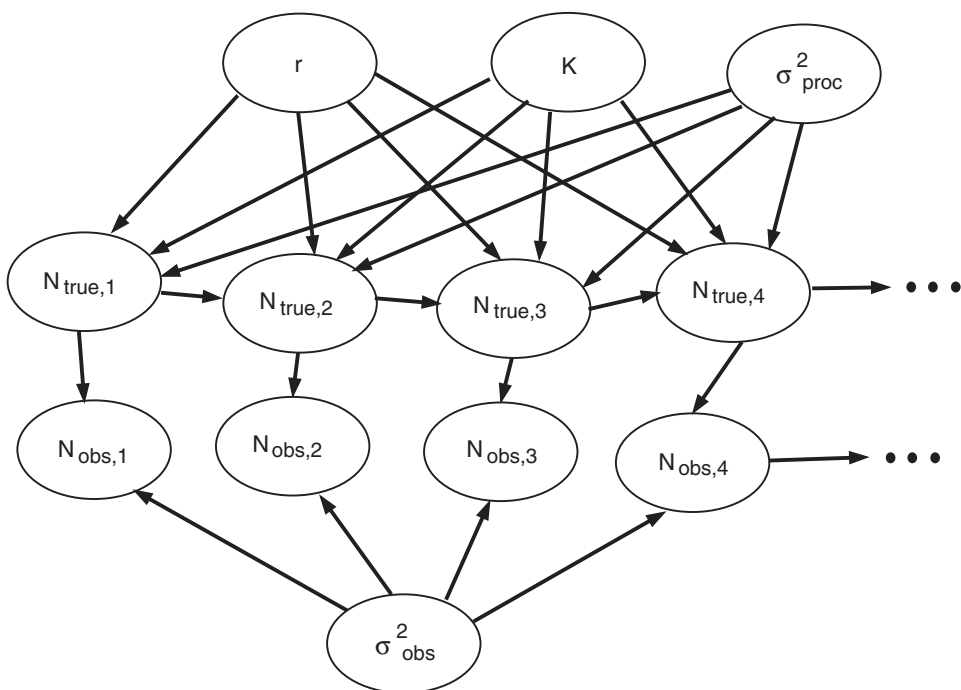 r
K
σ²proc
Ntrue,1
Ntrue,2
Ntrue,3
Ntrue,4
• • •
Nobs,1
Nobs,2
Nobs,3
Nobs,4
• • •
σ²obs